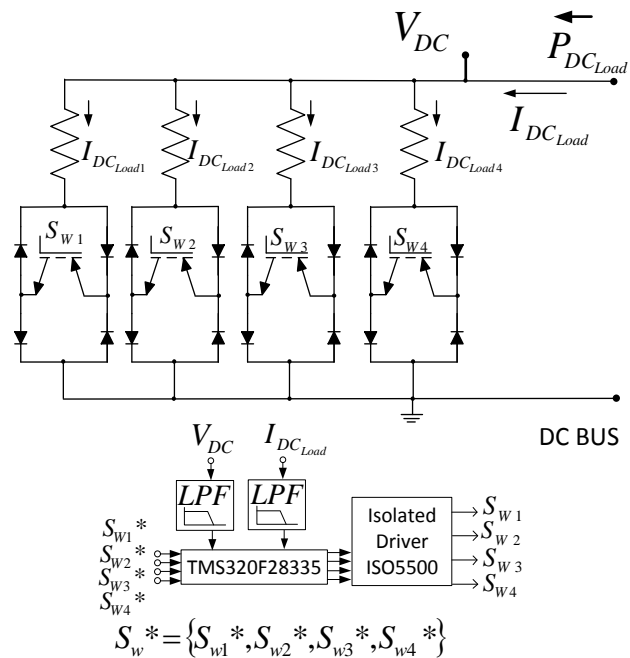 V_DC
P_DC_Load
I_DC_Load
I_DC_Load1
I_DC_Load2
I_DC_Load3
I_DC_Load4
S_W1
S_W2
S_W3
S_W4
DC BUS
V_DC
I_DC_Load
LPF
LPF
S_W1*
S_W2*
S_W3*
S_W4*
TMS320F28335
Isolated
Driver
ISO5500
S_W1
S_W2
S_W3
S_W4
S_w*={S_w1*,S_w2*,S_w3*,S_w4*}